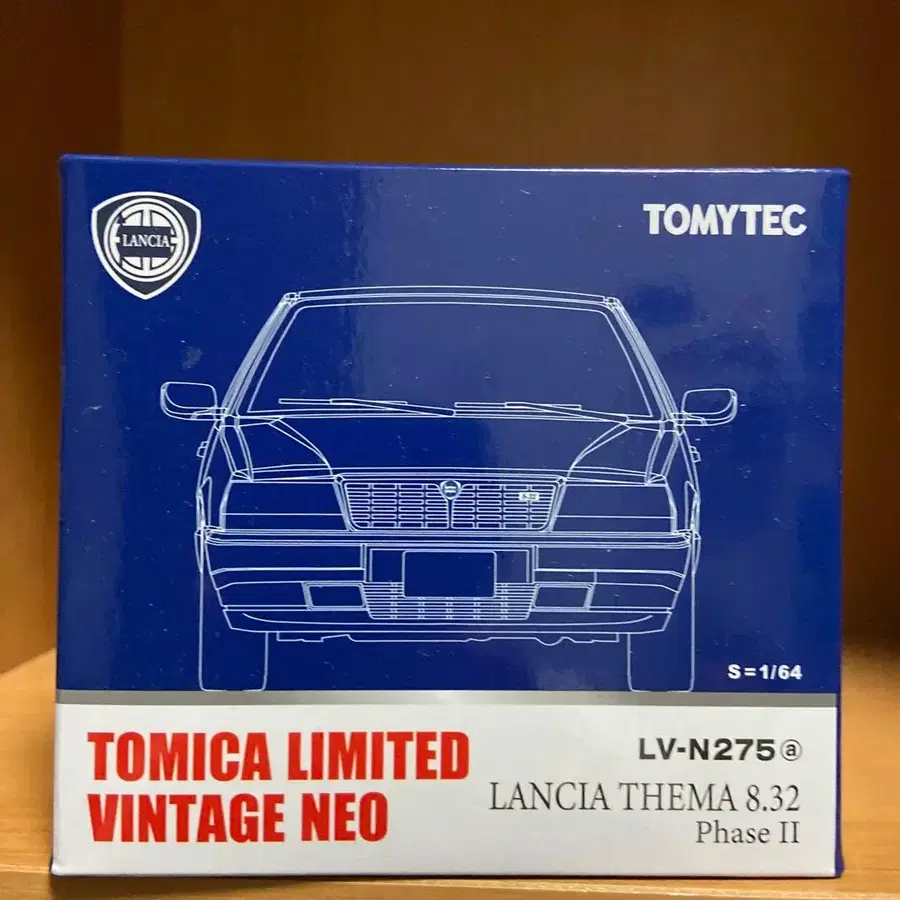 LANCIA
TOMYTEC
S=1/64
TOMICA LIMITED
VINTAGE NEO
LV-N275ⓐ
LANCIA THEMA 8.32
Phase II